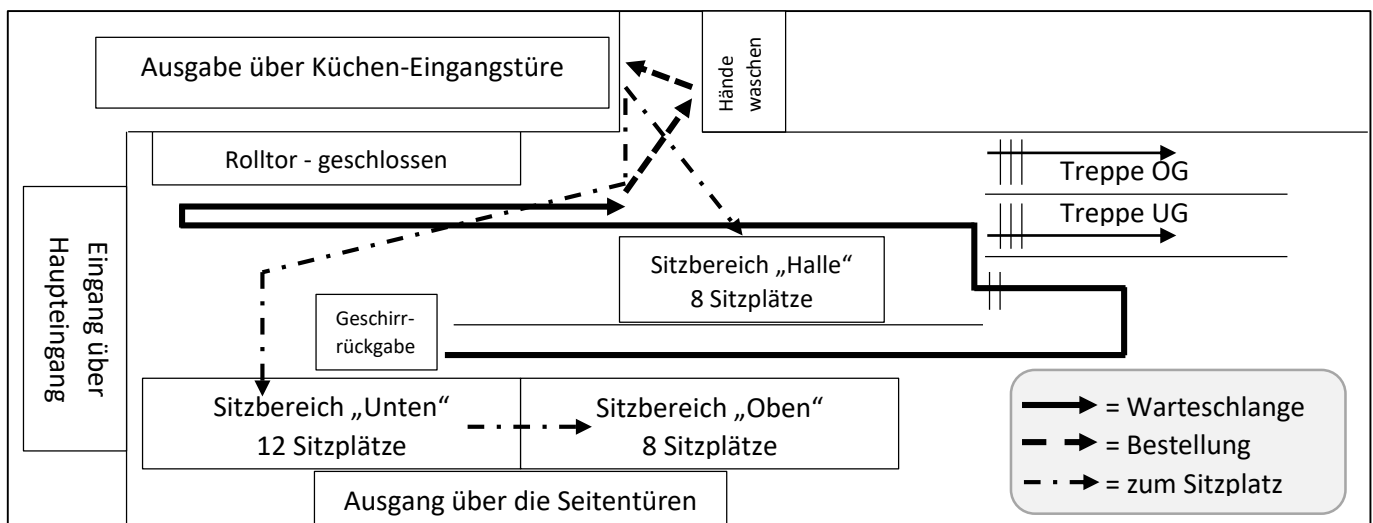 Ausgabe über Küchen-Eingangstüre
Hände
waschen
Rolltor - geschlossen
Treppe OG
Treppe UG
Eingang über
Haupteingang
Sitzbereich „Halle“
8 Sitzplätze
Geschirr-
rückgabe
Sitzbereich „Unten“
12 Sitzplätze
Sitzbereich „Oben“
8 Sitzplätze
Ausgang über die Seitentüren
= Warteschlange
= Bestellung
= zum Sitzplatz